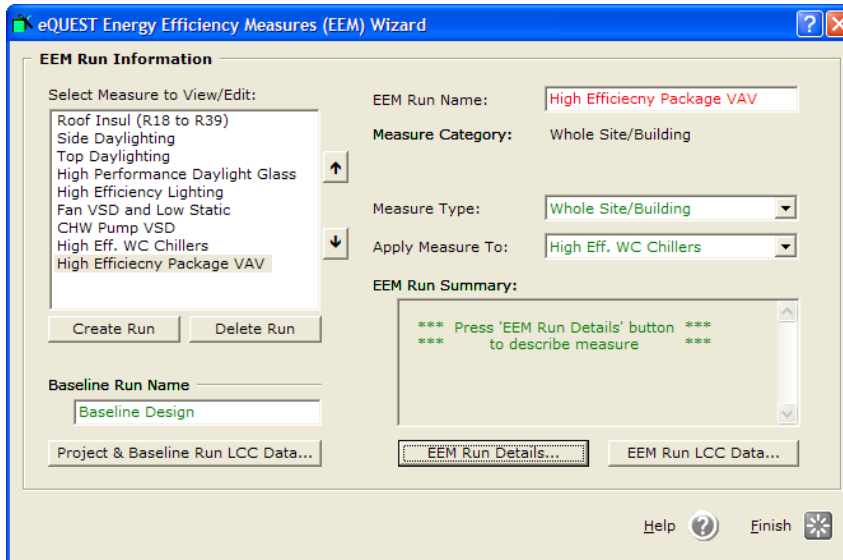 eQUEST Energy Efficiency Measures (EEM) Wizard
EEM Run Information
Select Measure to View/Edit:
Roof Insul (R18 to R39)
Side Daylighting
Top Daylighting
High Performance Daylight Glass
High Efficiency Lighting
Fan VSD and Low Static
CHW Pump VSD
High Eff. WC Chillers
High Efficiecny Package VAV
Create Run
Delete Run
Baseline Run Name
Baseline Design
Project & Baseline Run LCC Data...
EEM Run Name:
High Efficiecny Package VAV
Measure Category:
Whole Site/Building
Measure Type:
Whole Site/Building
Apply Measure To:
High Eff. WC Chillers
EEM Run Summary:
*** Press 'EEM Run Details' button ***
*** to describe measure ***
EEM Run Details...
EEM Run LCC Data...
Help ?
Finish